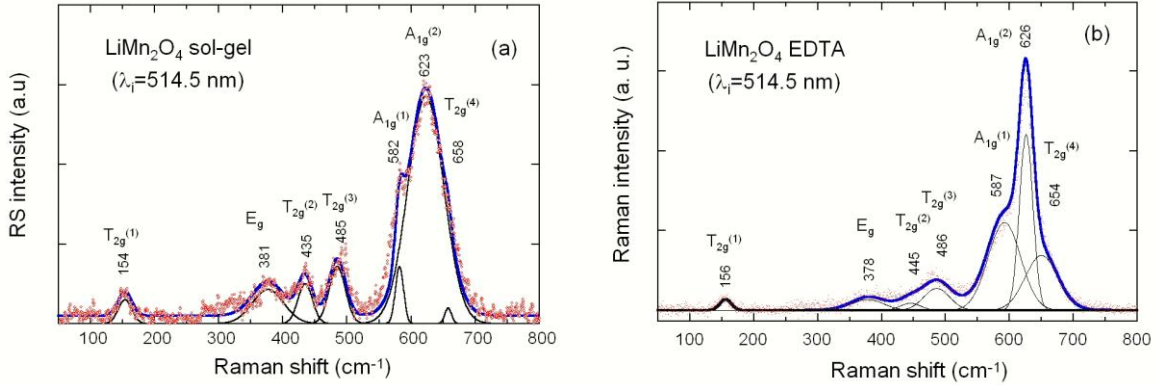 LiMn₂O₄ sol-gel
(λᵢ=514.5 nm)
(a)
A₁g⁽²⁾
623
A₁g⁽¹⁾
582
T₂g⁽⁴⁾
658
T₂g⁽¹⁾
154
Eg
381
T₂g⁽²⁾
435
T₂g⁽³⁾
485
RS intensity (a.u)
100 200 300 400 500 600 700 800
Raman shift (cm⁻¹)
LiMn₂O₄ EDTA
(λᵢ=514.5 nm)
(b)
A₁g⁽²⁾
626
A₁g⁽¹⁾
587
T₂g⁽⁴⁾
654
T₂g⁽¹⁾
156
Eg
378
T₂g⁽²⁾
445
T₂g⁽³⁾
486
Raman intensity (a. u.)
100 200 300 400 500 600 700 800
Raman shift (cm⁻¹)